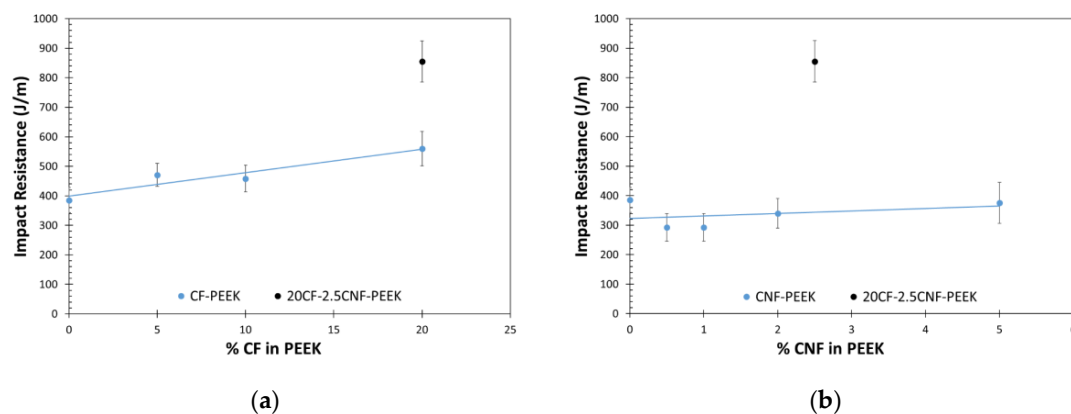 1000
900
800
700
600
500
400
300
200
100
0
Impact Resistance (J/m)
CF-PEEK
20CF-2.5CNF-PEEK
0 5 10 15 20 25
% CF in PEEK
(a)
1000
900
800
700
600
500
400
300
200
100
0
Impact Resistance (J/m)
CNF-PEEK
20CF-2.5CNF-PEEK
0 1 2 3 4 5
% CNF in PEEK
(b)